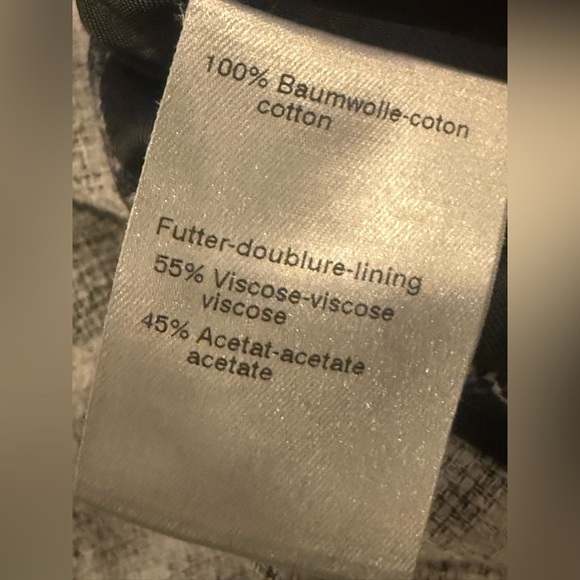 100% Baumwolle-coton
cotton
Futter-doublure-lining
55% Viscose-viscose
viscose
45% Acetat-acetate
acetate